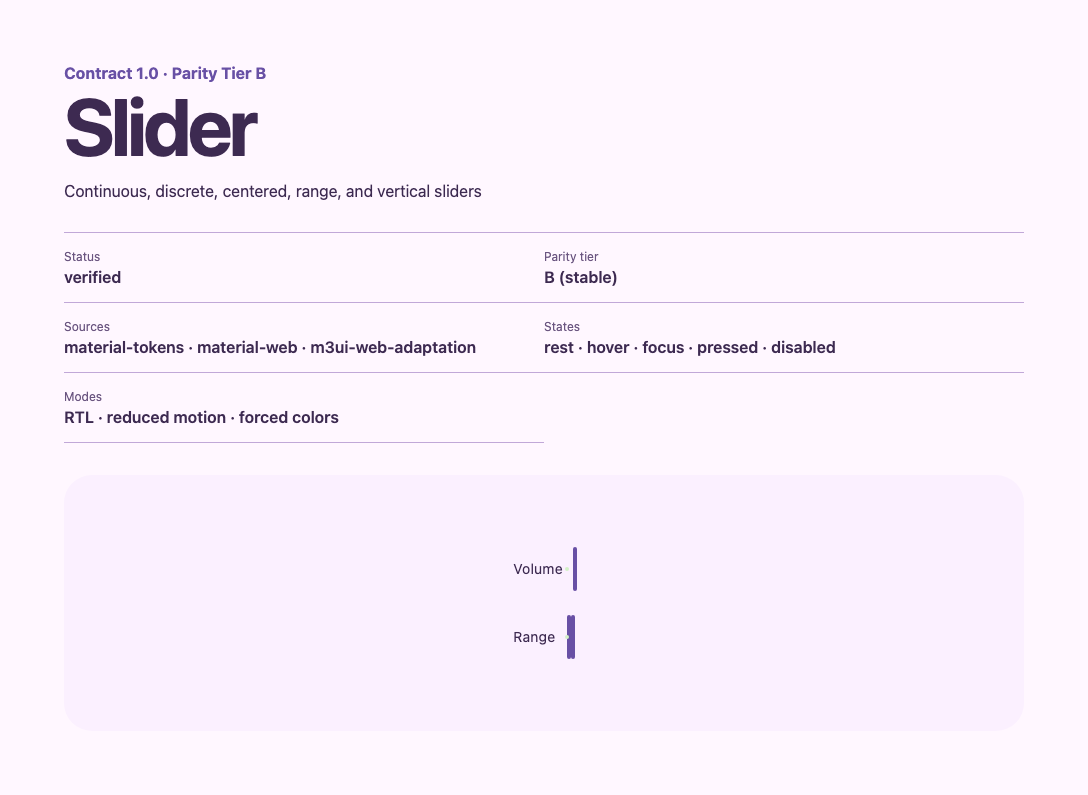 Contract 1.0 · Parity Tier B
Slider
Continuous, discrete, centered, range, and vertical sliders
Status
verified
Parity tier
B (stable)
Sources
material-tokens · material-web · m3ui-web-adaptation
States
rest · hover · focus · pressed · disabled
Modes
RTL · reduced motion · forced colors
Volume
Range